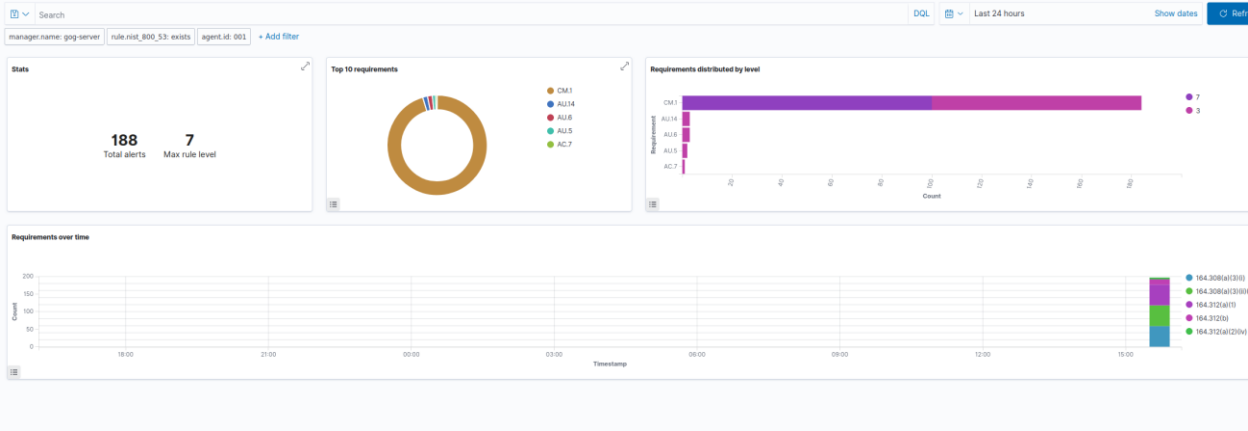 Search
DQL
Last 24 hours
Show dates
Refr
manager.name: gog-server
rule.nist_800_53: exists
agent.id: 001
+ Add filter
Stats
188
Total alerts
7
Max rule level
Top 10 requirements
CM.1
AU.14
AU.6
AU.5
AC.7
Requirements distributed by level
Requirement
CM.1
AU.14
AU.6
AU.5
AC.7
20
40
60
80
100
120
140
160
180
Count
7
3
Requirements over time
Count
200
150
100
50
0
18:00
21:00
00:00
03:00
06:00
09:00
12:00
15:00
Timestamp
164.308(a)(3)(i)
164.308(a)(3)(ii)
164.312(a)(1)
164.312(b)
164.312(a)(2)(iv)